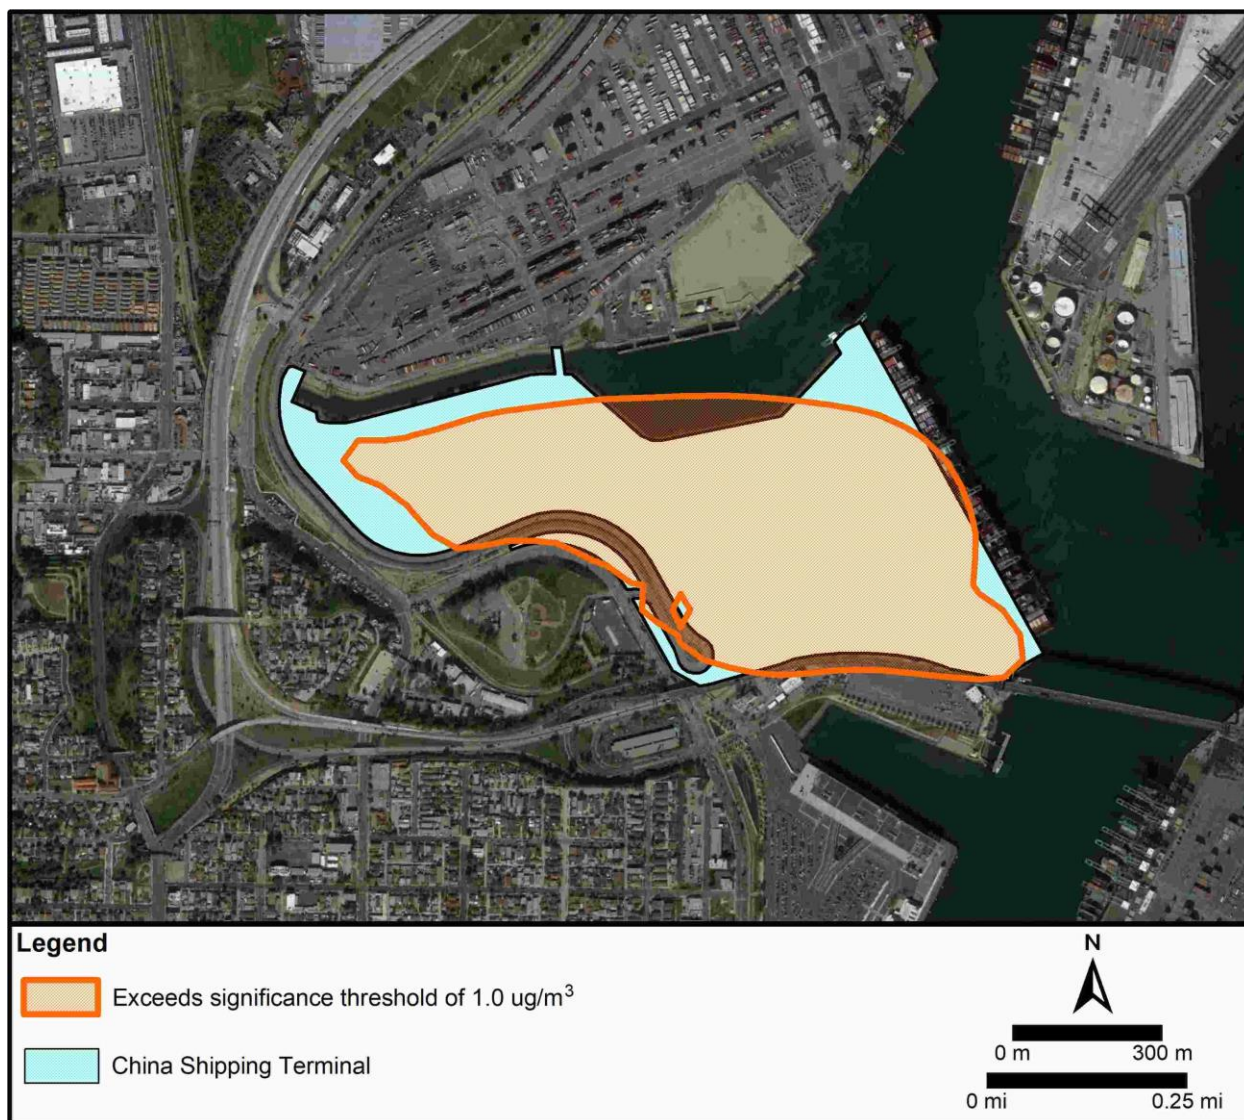 Legend
Exceeds significance threshold of 1.0 ug/m³
China Shipping Terminal
N
0 m 300 m
0 mi 0.25 mi